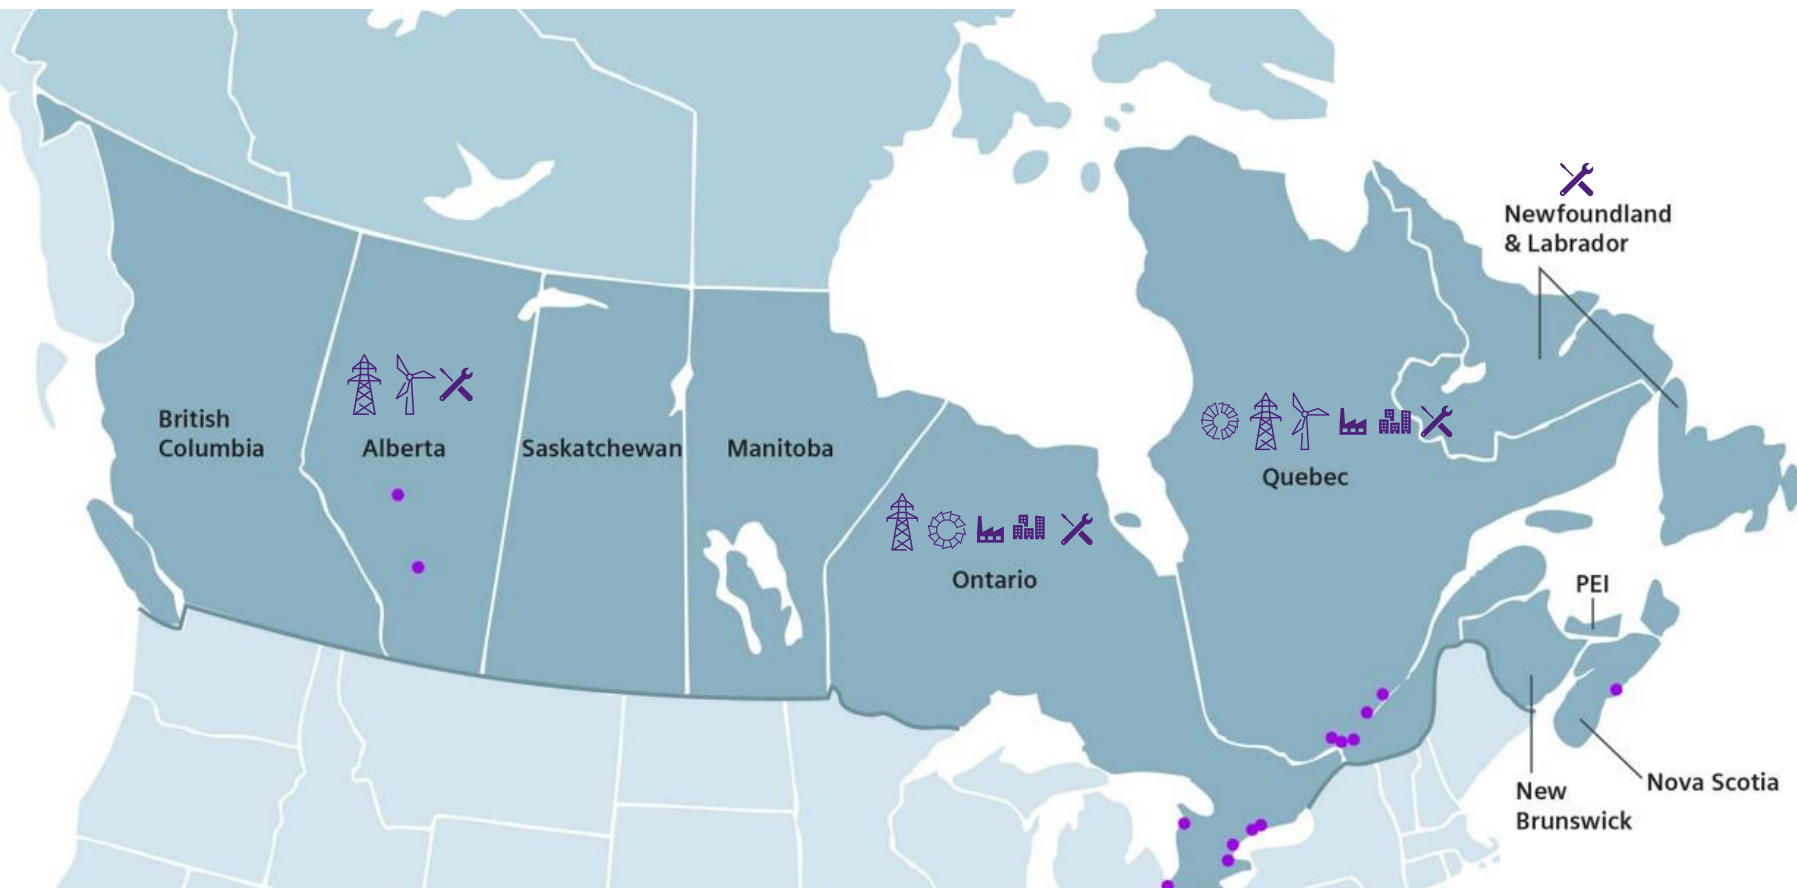 Newfoundland
& Labrador
British
Columbia
Alberta
Saskatchewan
Manitoba
Quebec
Ontario
PEI
Nova Scotia
New
Brunswick